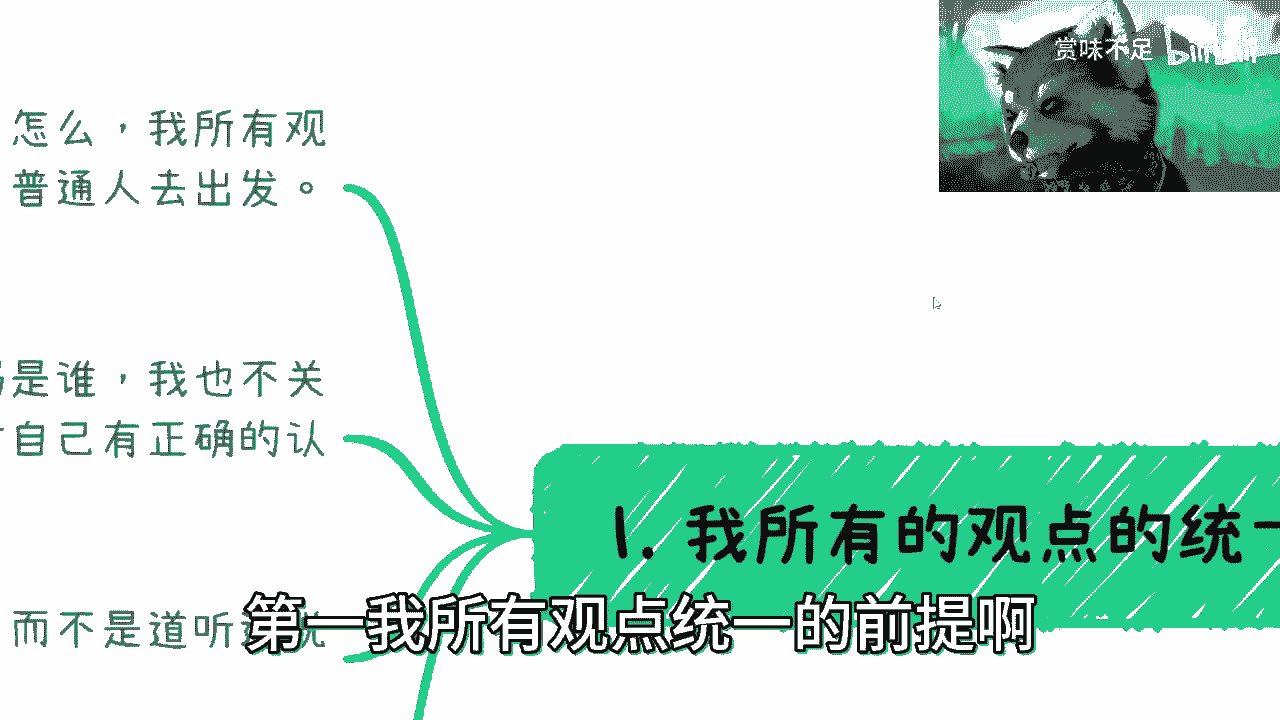 赏味不足 bilibili
怎么，我所有观
普通人去出发。
是谁，我也不关
自己有正确的认
1. 我所有的观点的统一
而不是道听途说
第一我所有观点统一的前提啊